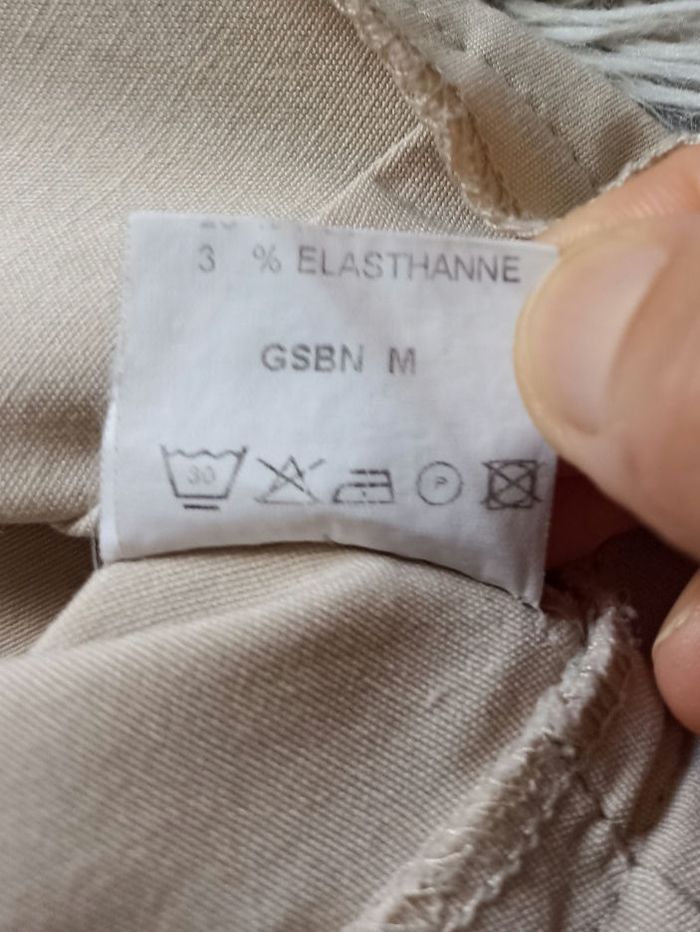 3 % ELASTHANNE
GSBN M
30
P